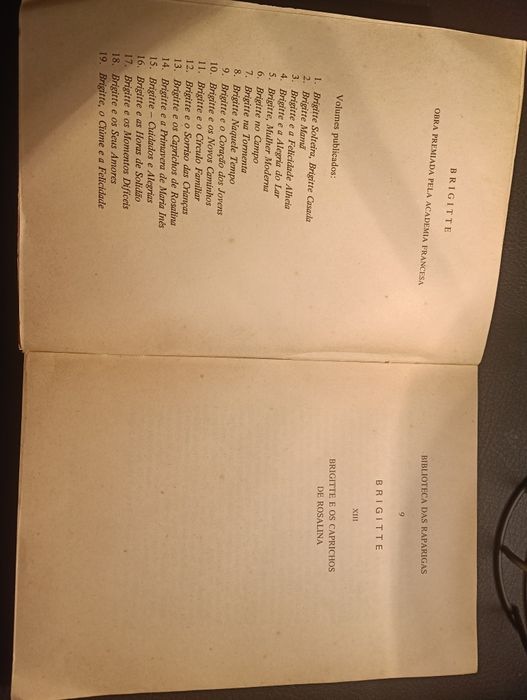 BRIGITTE
OBRA PREMIADA PELA ACADEMIA FRANCESA
Volumes publicados:
1. Brigitte Solteira, Brigitte Casada
2. Brigitte Mamã
3. Brigitte e a Felicidade Alheia
4. Brigitte e a Alegria do Lar
5. Brigitte, Mulher Moderna
6. Brigitte no Campo
7. Brigitte na Tormenta
8. Brigitte Naquele Tempo
9. Brigitte e o Coração dos Jovens
10. Brigitte e os Novos Caminhos
11. Brigitte e o Círculo Familiar
12. Brigitte e o Sorriso das Crianças
13. Brigitte e os Caprichos de Rosalina
14. Brigitte e a Primavera de Maria Inês
15. Brigitte — Cuidados e Alegrias
16. Brigitte e as Horas de Solidão
17. Brigitte e os Momentos Difíceis
18. Brigitte e os Seus Amores
19. Brigitte, o Ciúme e a Felicidade
BIBLIOTECA DAS RAPARIGAS
9
BRIGITTE
XIII
BRIGITTE E OS CAPRICHOS
DE ROSALINA